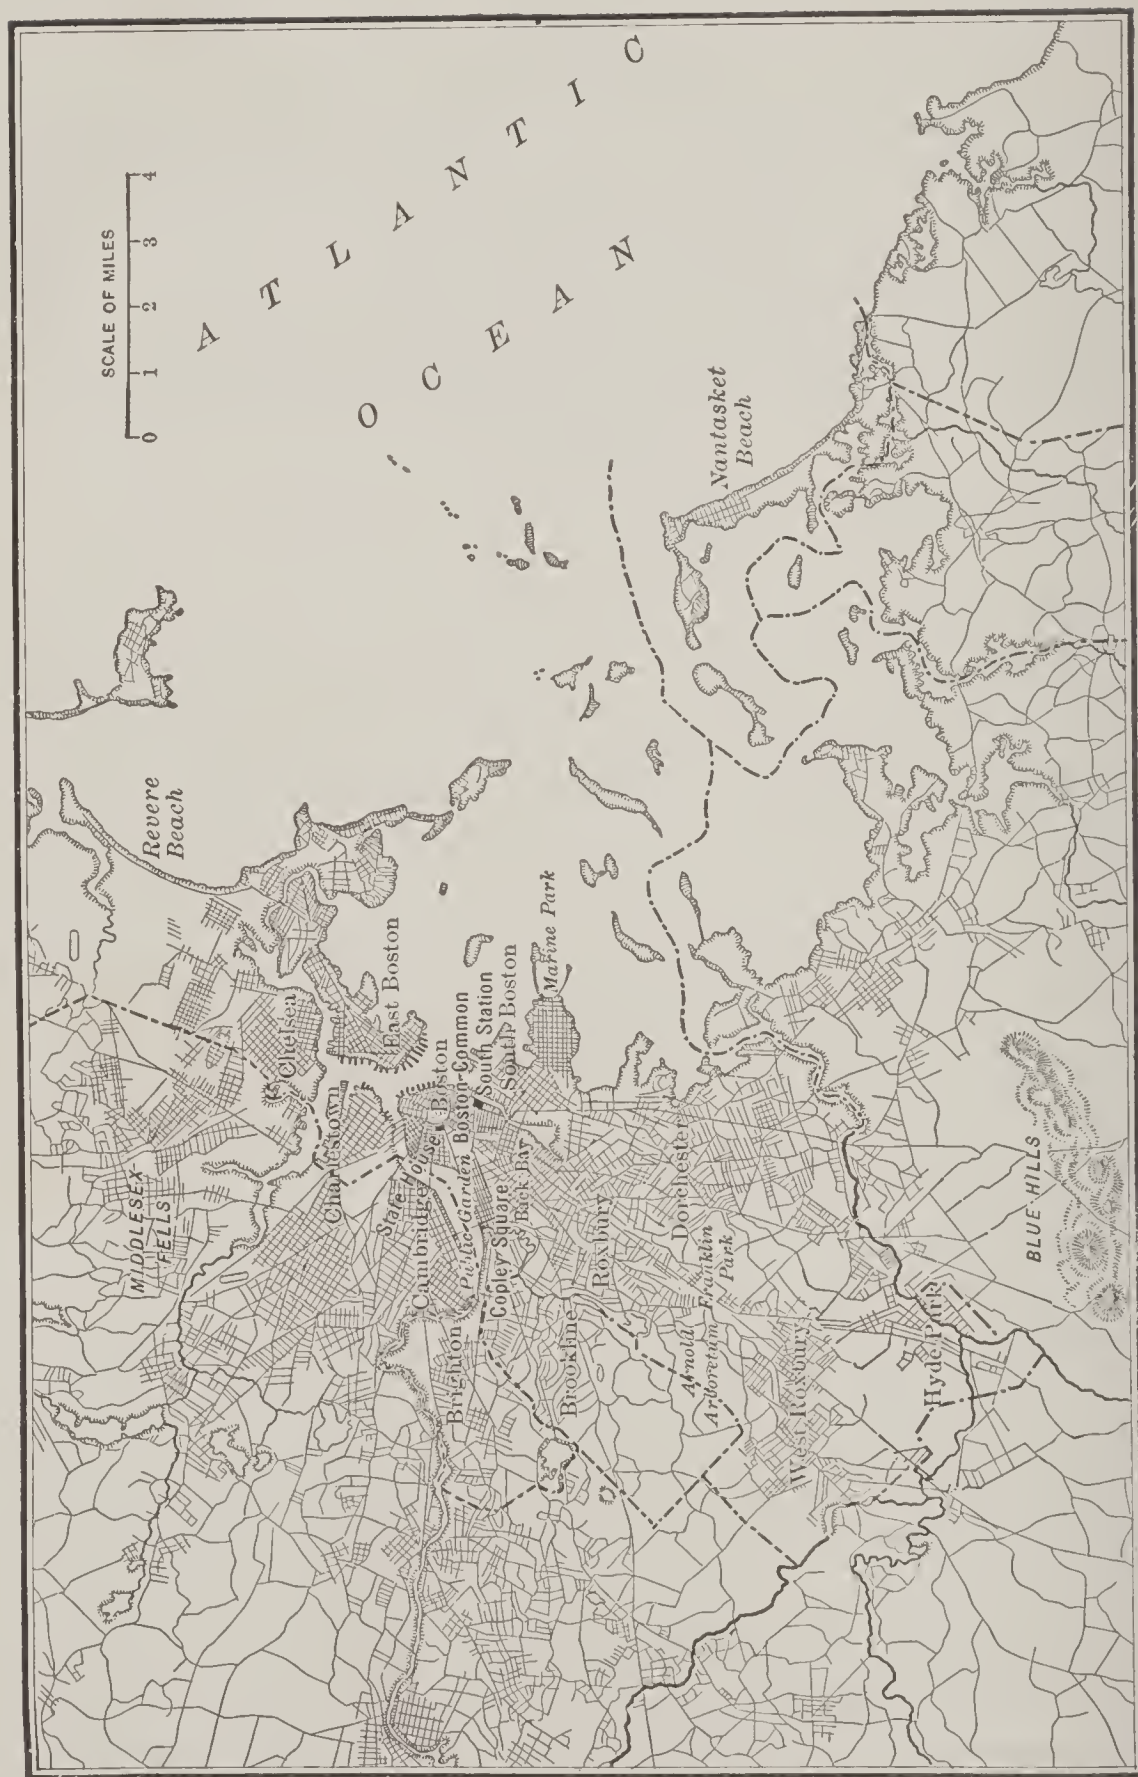 SCALE OF MILES
0 1 2 3 4
ATLANTIC
OCEAN
Revere
Beach
Nantasket
Beach
MIDDLESEX
FELLS
Chelsea
Charlestown
East Boston
State House
Boston
Cambridge
Public Garden
Boston Common
South Station
South Boston
Marine Park
Copley Square
Back Bay
Brighton
Brookline
Roxbury
Dorchester
Franklin
Park
Arnold
Arboretum
West Roxbury
Hyde Park
BLUE HILLS